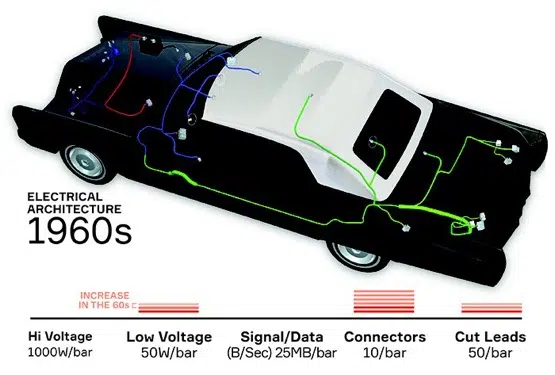 ELECTRICAL
ARCHITECTURE
1960s
INCREASE
IN THE 60s
Hi Voltage
1000W/bar
Low Voltage
50W/bar
Signal/Data
(B/Sec) 25MB/bar
Connectors
10/bar
Cut Leads
50/bar